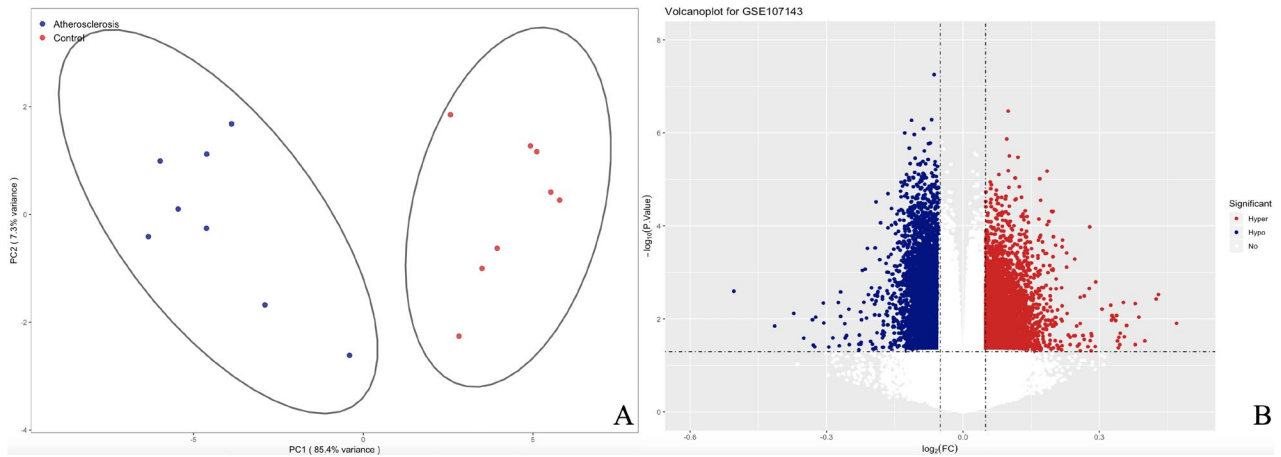 Atherosclerosis
Control
2
0
-2
-4
PC2 ( 7.3% variance )
-5
0
5
PC1 ( 85.4% variance )
A
Volcanoplot for GSE107143
8
6
4
2
0
-log10(P.Value)
-0.6
-0.3
0.0
0.3
log2(FC)
Significant
Hyper
Hypo
No
B